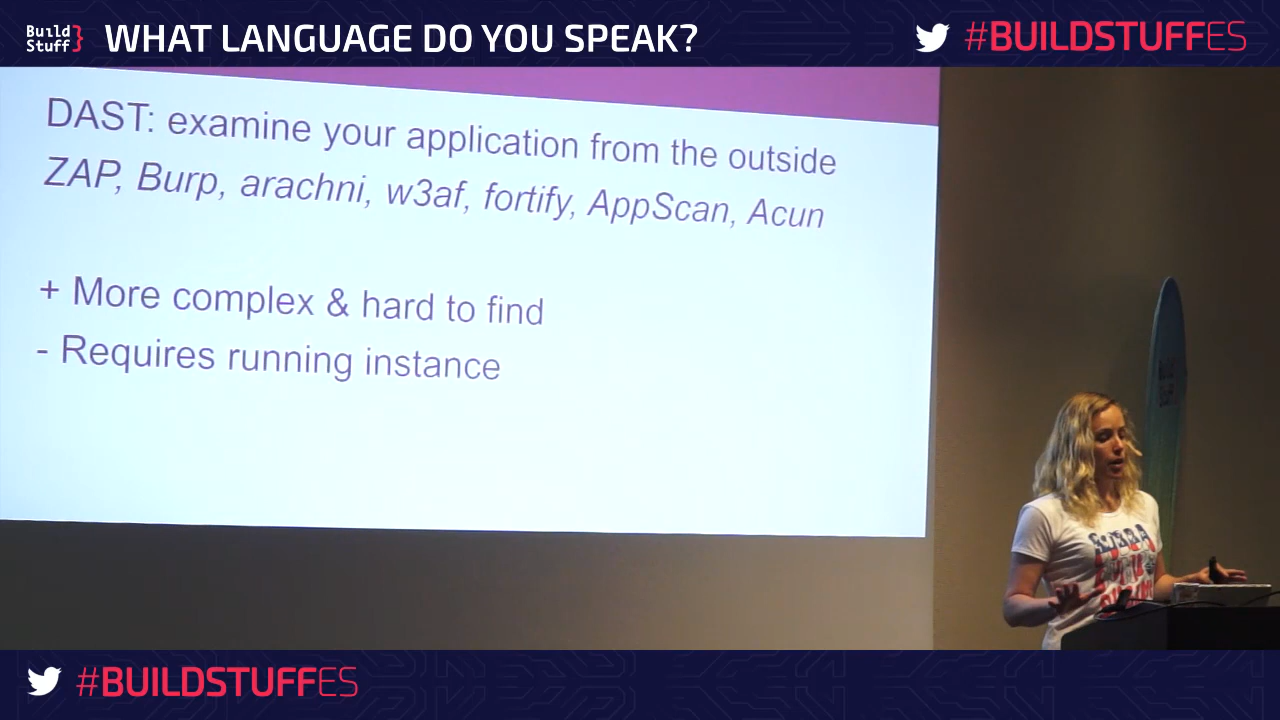 Build
Stuff}
WHAT LANGUAGE DO YOU SPEAK?
#BUILDSTUFFES
DAST: examine your application from the outside
ZAP, Burp, arachni, w3af, fortify, AppScan, Acun
+ More complex & hard to find
- Requires running instance
#BUILDSTUFFES